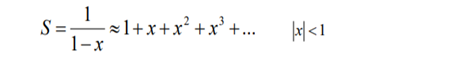 S = 1/(1−x) ≈ 1+x+x²+x³+... |x|<1